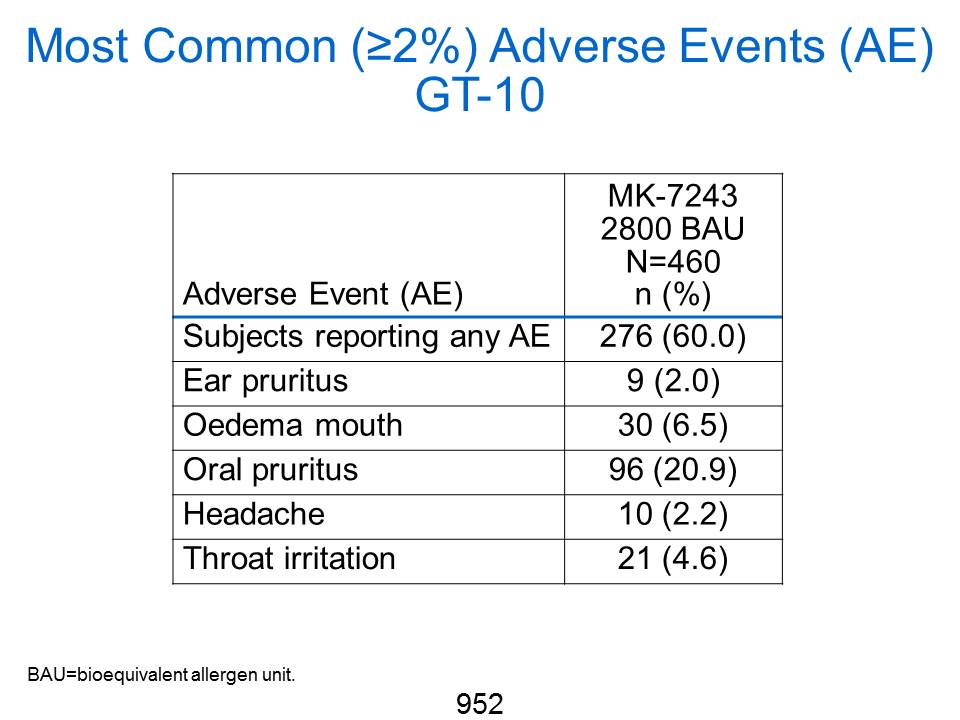 Most Common (≥2%) Adverse Events (AE)
GT-10
MK-7243
2800 BAU
N=460
Adverse Event (AE) n (%)
Subjects reporting any AE 276 (60.0)
Ear pruritus 9 (2.0)
Oedema mouth 30 (6.5)
Oral pruritus 96 (20.9)
Headache 10 (2.2)
Throat irritation 21 (4.6)
BAU=bioequivalent allergen unit.
952